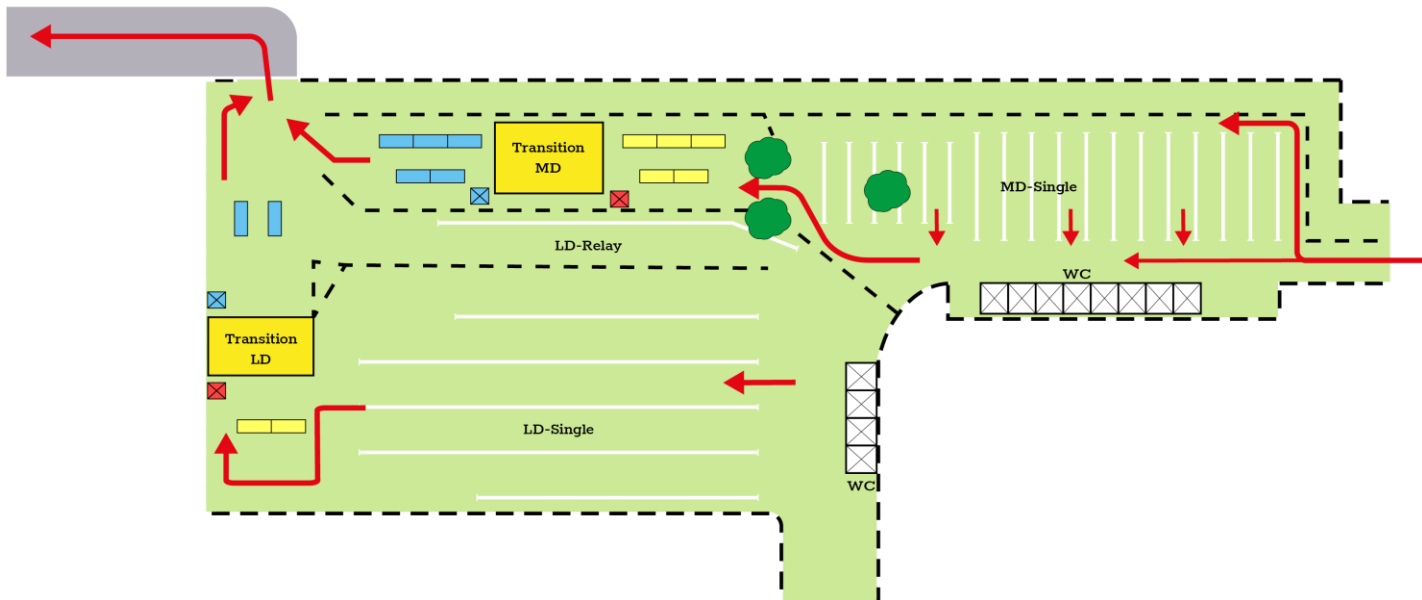 Transition
MD
MD-Single
LD-Relay
WC
Transition
LD
LD-Single
WC